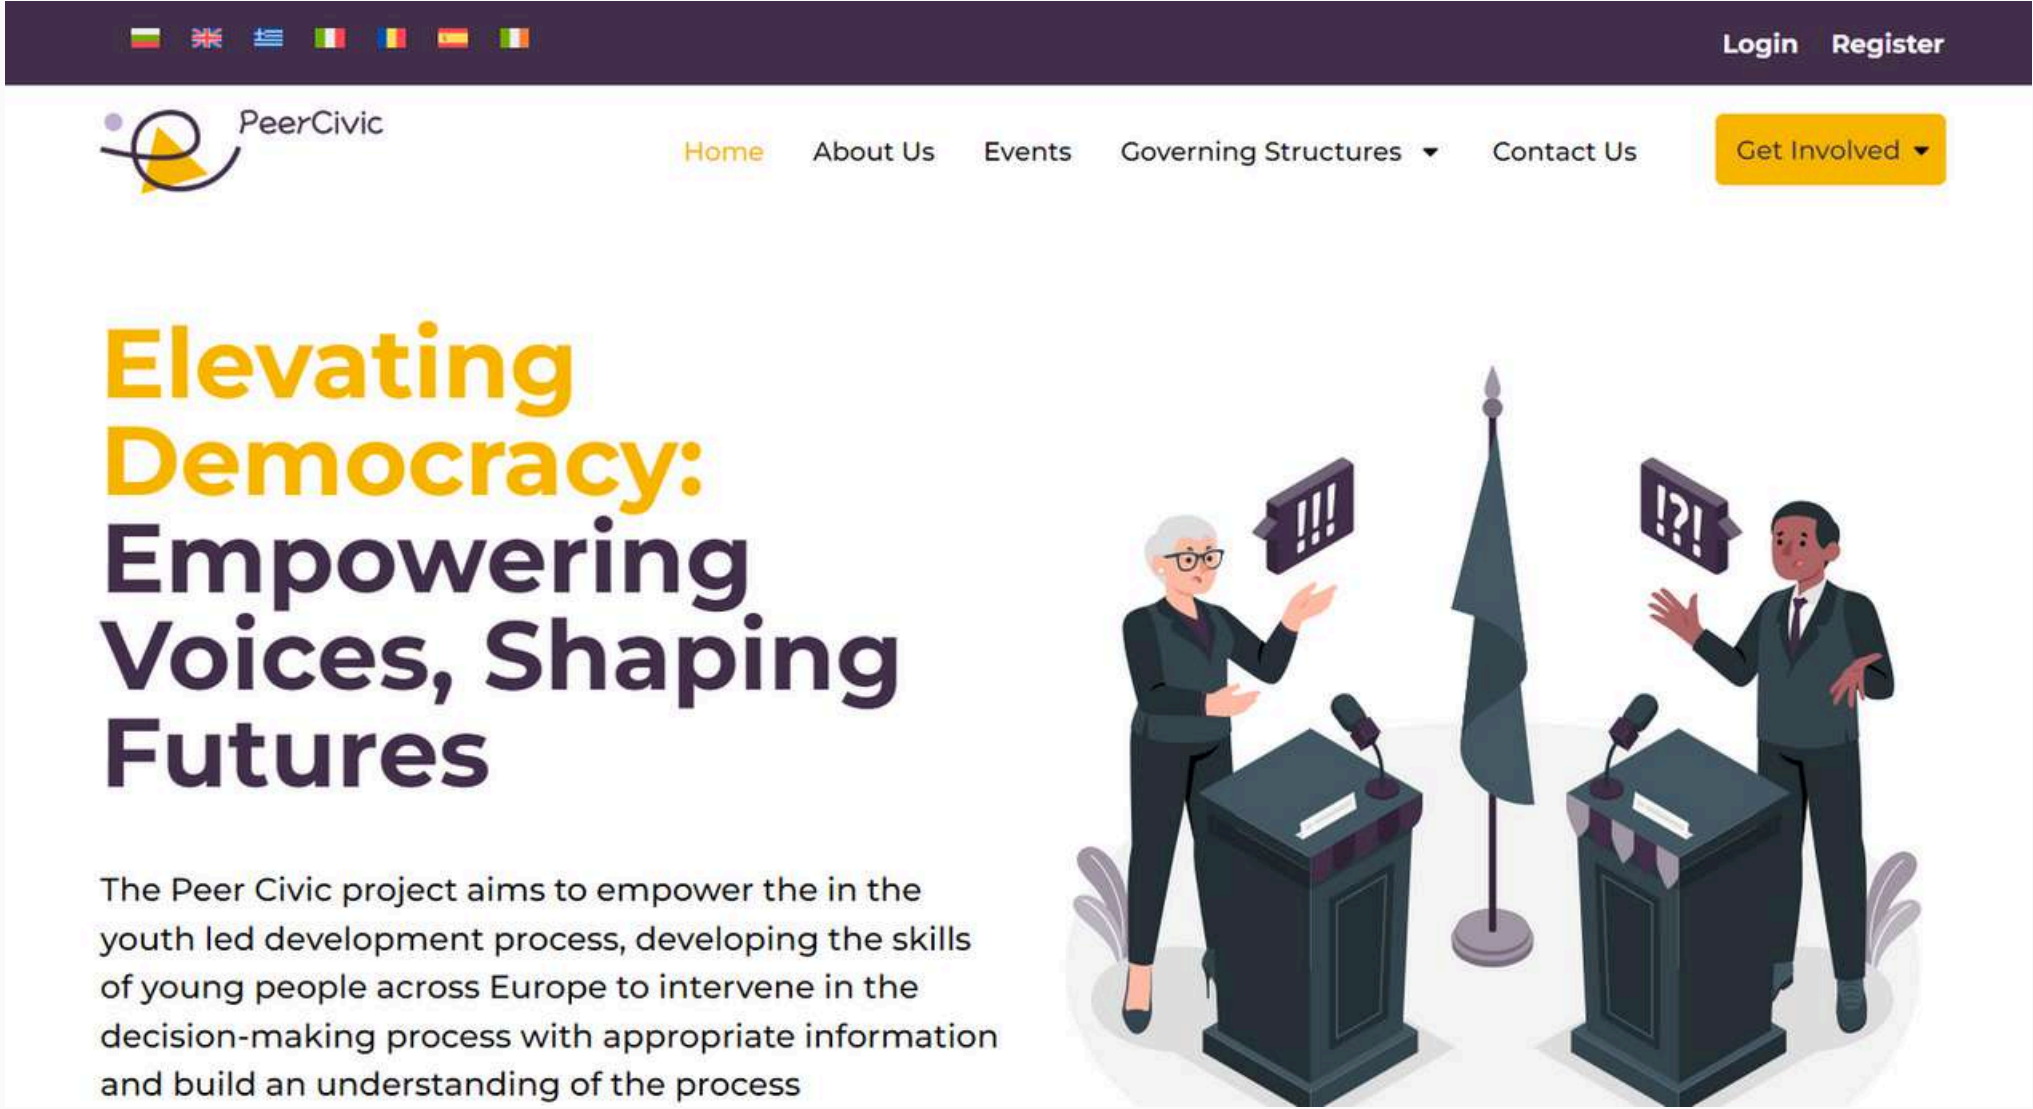 Login Register
PeerCivic
Home About Us Events Governing Structures Contact Us Get Involved
Elevating
Democracy:
Empowering
Voices, Shaping
Futures
!!!
!?!
The Peer Civic project aims to empower the in the
youth led development process, developing the skills
of young people across Europe to intervene in the
decision-making process with appropriate information
and build an understanding of the process